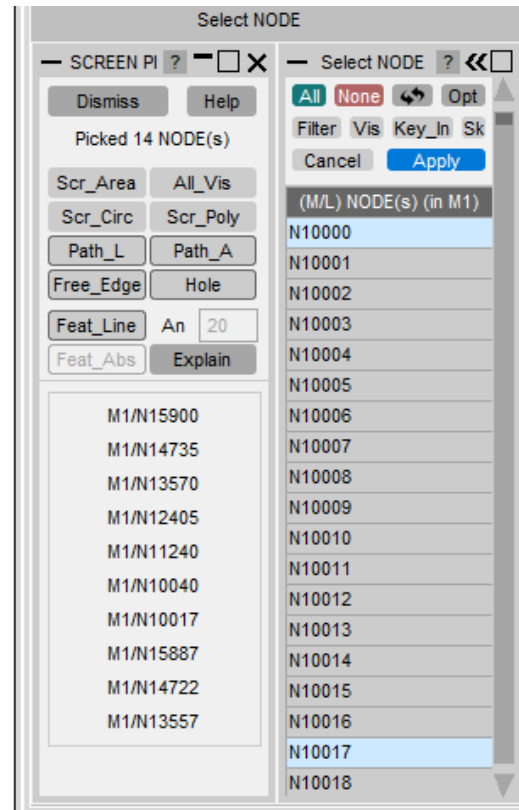 Select NODE
SCREEN PI ?
Dismiss Help
Picked 14 NODE(s)
Scr_Area All_Vis
Scr_Circ Scr_Poly
Path_L Path_A
Free_Edge Hole
Feat_Line An 20
Feat_Abs Explain
M1/N15900
M1/N14735
M1/N13570
M1/N12405
M1/N11240
M1/N10040
M1/N10017
M1/N15887
M1/N14722
M1/N13557
Select NODE ?
All None Opt
Filter Vis Key_In Sk
Cancel Apply
(M/L) NODE(s) (in M1)
N10000
N10001
N10002
N10003
N10004
N10005
N10006
N10007
N10008
N10009
N10010
N10011
N10012
N10013
N10014
N10015
N10016
N10017
N10018